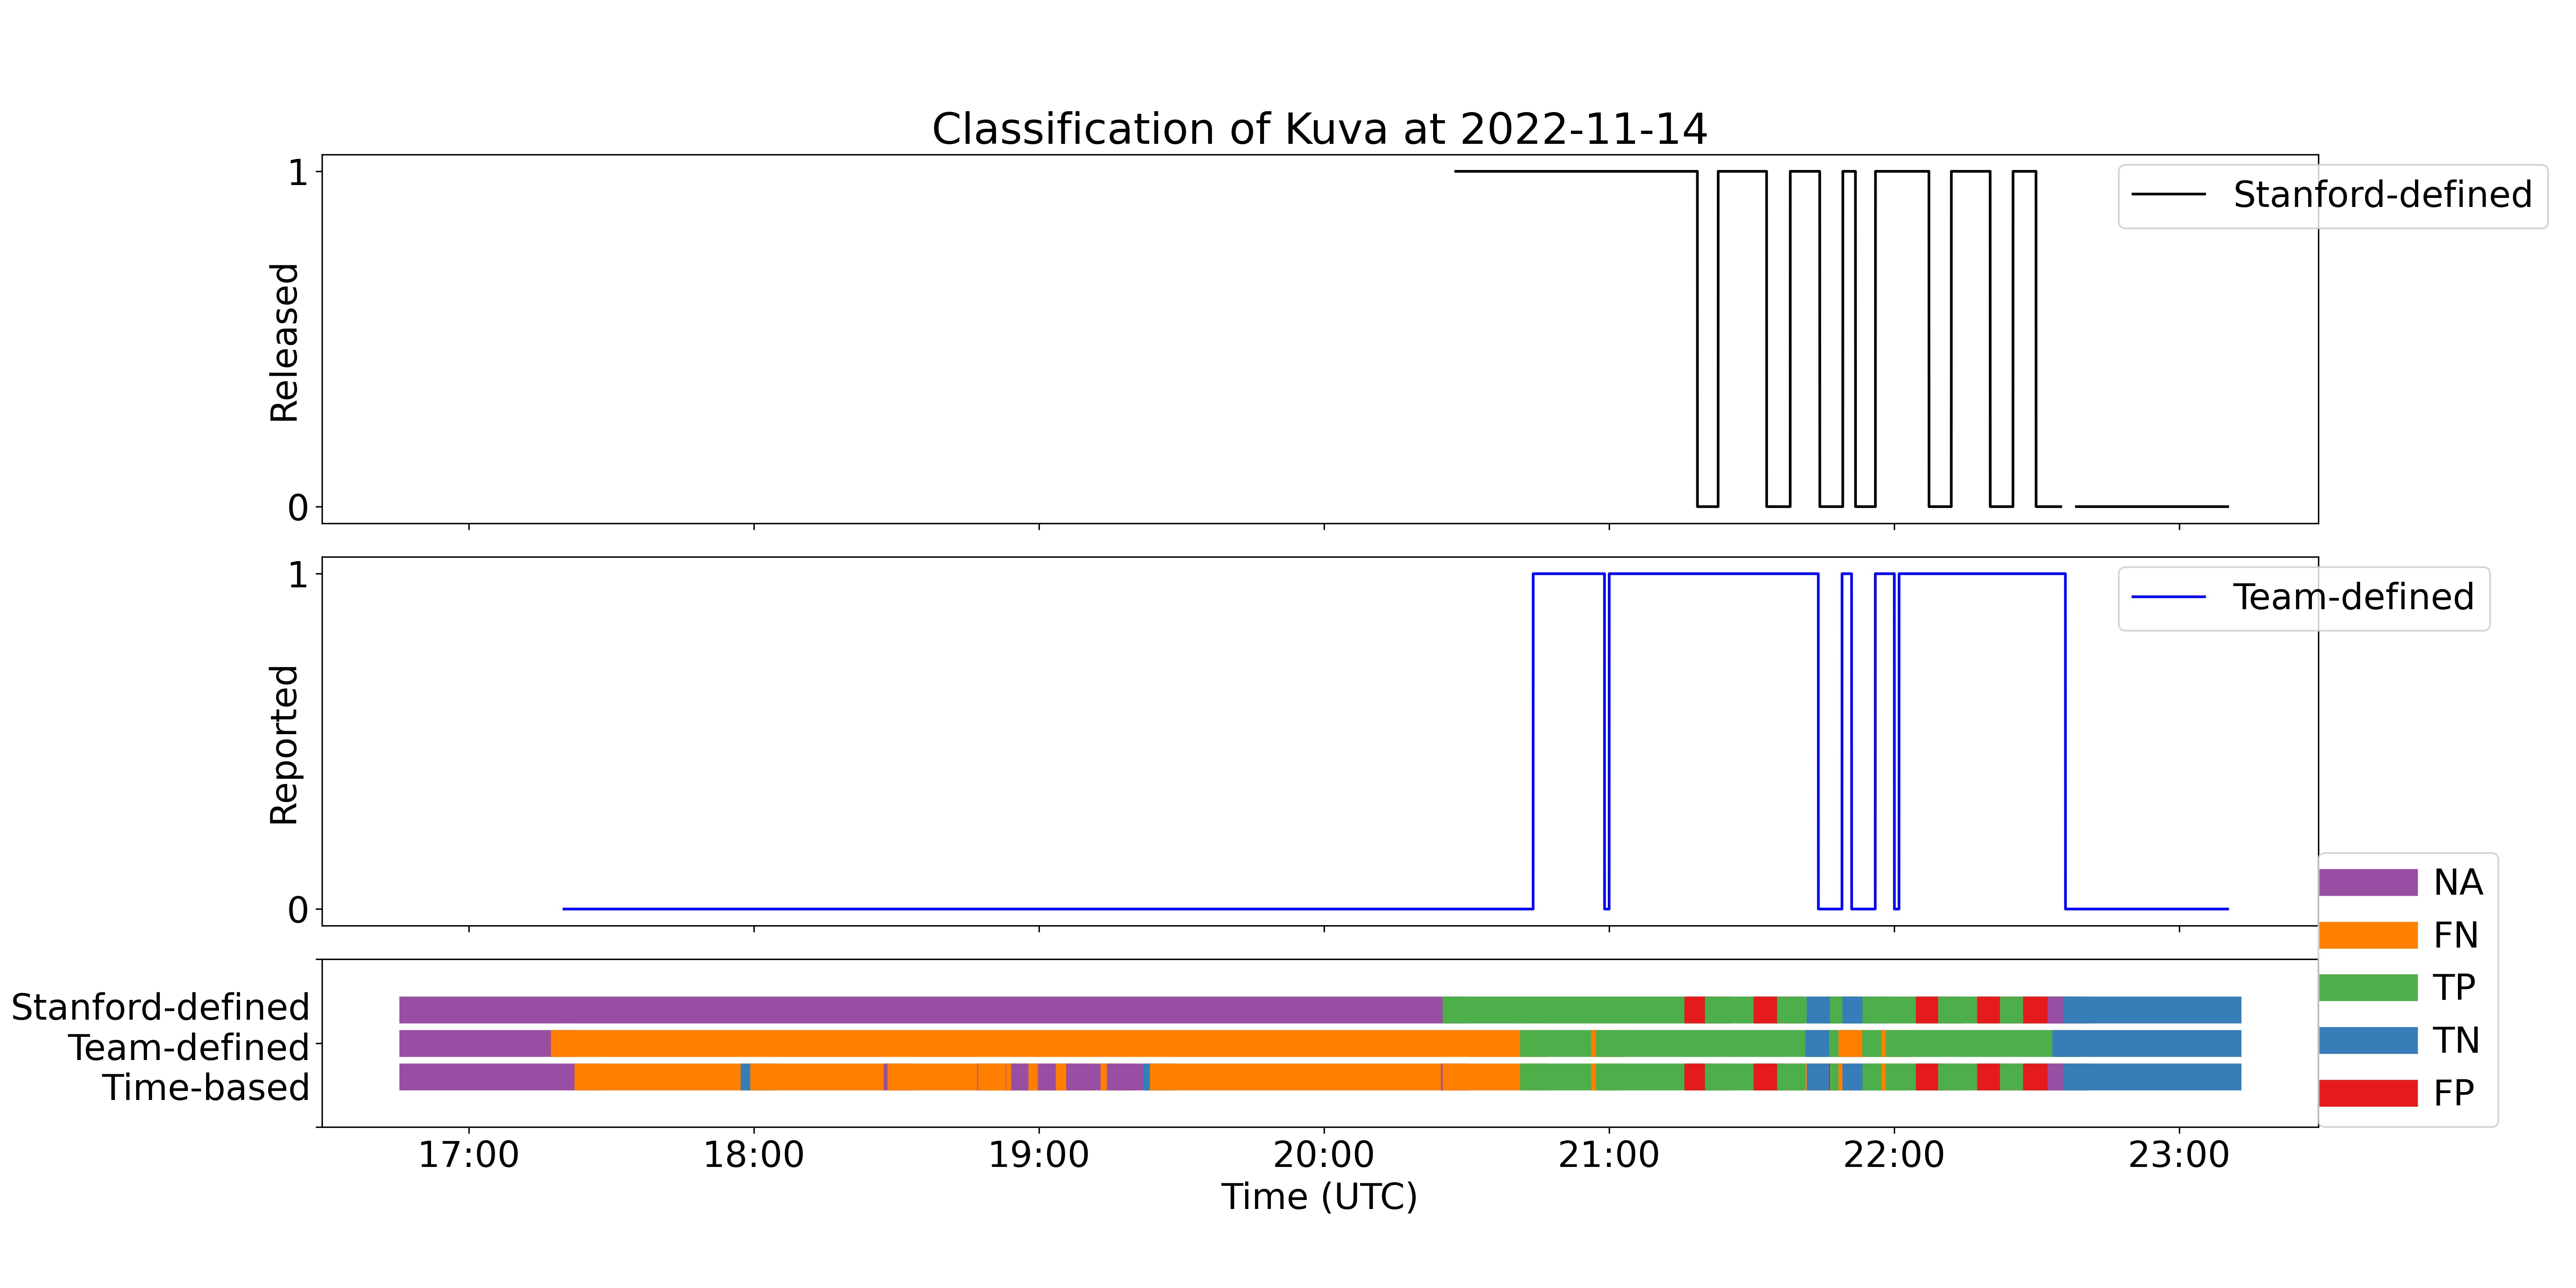 Classification of Kuva at 2022-11-14
1
0
Released
Stanford-defined
1
0
Reported
Team-defined
NA
FN
TP
TN
FP
Stanford-defined
Team-defined
Time-based
17:00 18:00 19:00 20:00 21:00 22:00 23:00
Time (UTC)